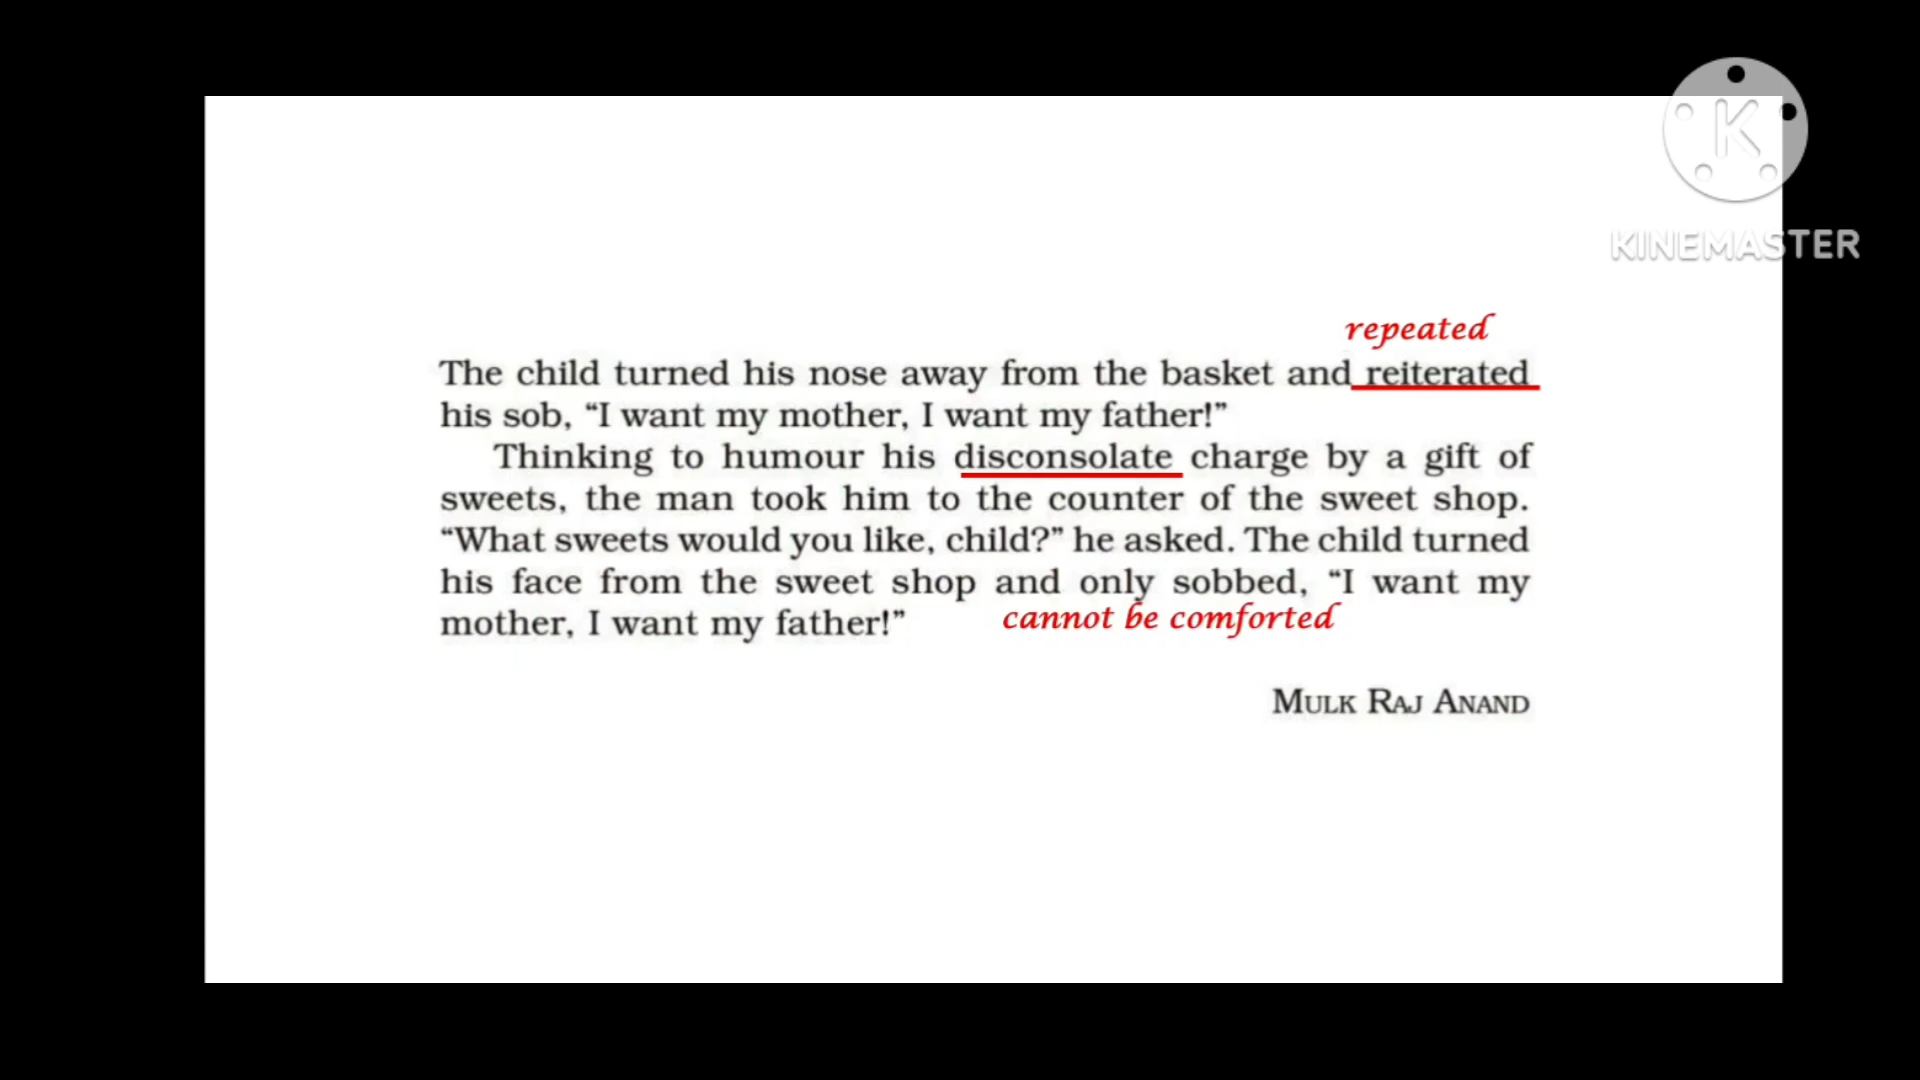 K
KINEMASTER
repeated
The child turned his nose away from the basket and reiterated
his sob, “I want my mother, I want my father!”
Thinking to humour his disconsolate charge by a gift of
sweets, the man took him to the counter of the sweet shop.
“What sweets would you like, child?” he asked. The child turned
his face from the sweet shop and only sobbed, “I want my
mother, I want my father!”
cannot be comforted
MULK RAJ ANAND